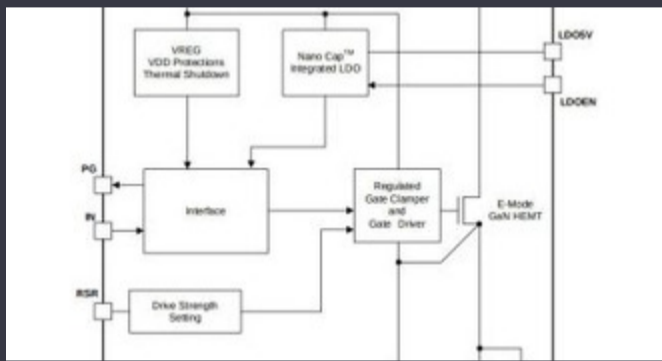 VREG
VDD Protections
Thermal Shutdown
Nano Cap™
Integrated LDO
LDO5V
LDOEN
PG
IN
Interface
Regulated
Gate Clamper
and
Gate Driver
E-Mode
GaN HEMT
RSR
Drive Strength
Setting